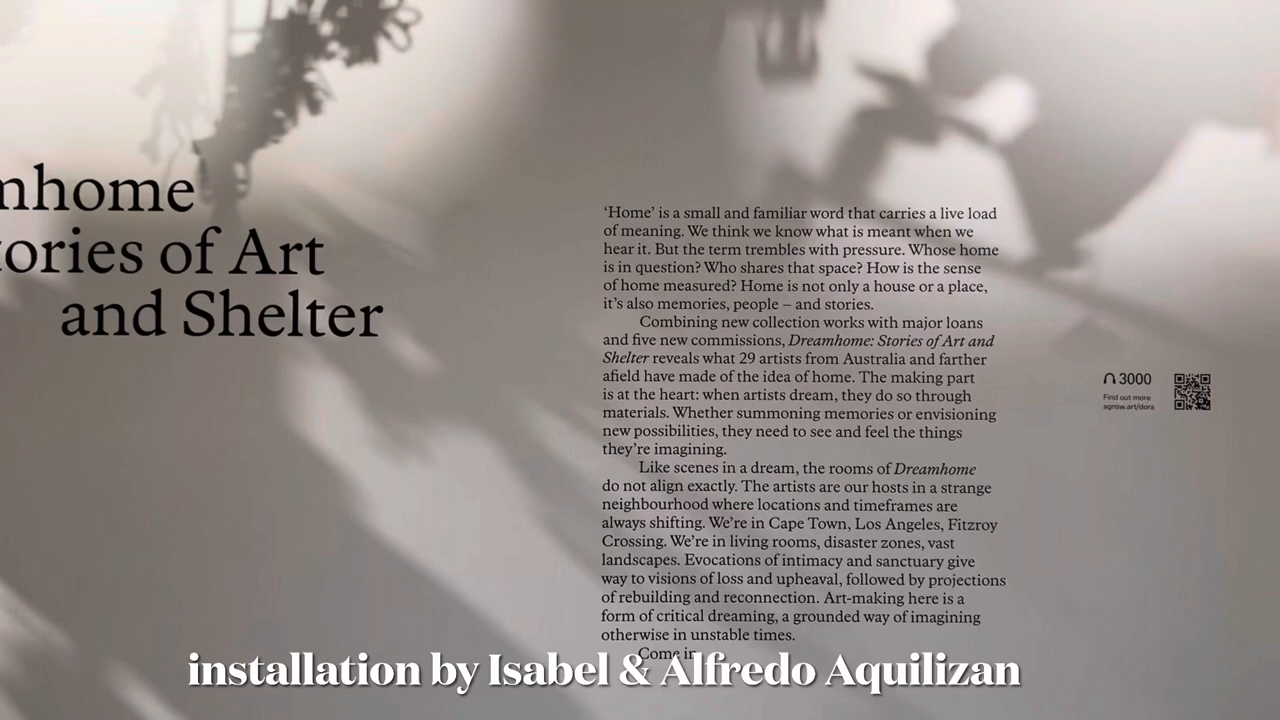 mhome
tories of Art
and Shelter
‘Home’ is a small and familiar word that carries a live load
of meaning. We think we know what is meant when we
hear it. But the term trembles with pressure. Whose home
is in question? Who shares that space? How is the sense
of home measured? Home is not only a house or a place,
it’s also memories, people – and stories.
Combining new collection works with major loans
and five new commissions, Dreamhome: Stories of Art and
Shelter reveals what 29 artists from Australia and farther
afield have made of the idea of home. The making part
is at the heart: when artists dream, they do so through
materials. Whether summoning memories or envisioning
new possibilities, they need to see and feel the things
they’re imagining.
Like scenes in a dream, the rooms of Dreamhome
do not align exactly. The artists are our hosts in a strange
neighbourhood where locations and timeframes are
always shifting. We’re in Cape Town, Los Angeles, Fitzroy
Crossing. We’re in living rooms, disaster zones, vast
landscapes. Evocations of intimacy and sanctuary give
way to visions of loss and upheaval, followed by projections
of rebuilding and reconnection. Art-making here is a
form of critical dreaming, a grounded way of imagining
otherwise in unstable times.
Come in
3000
Find out more
agnsw.art/dora
installation by Isabel & Alfredo Aquilizan